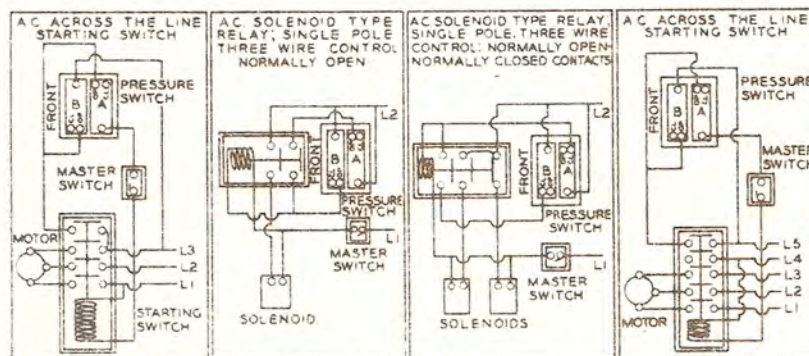 A C ACROSS THE LINE
STARTING SWITCH
FRONT
B
A
PRESSURE
SWITCH
MASTER
SWITCH
MOTOR
L3
L2
L1
STARTING
SWITCH
A.C. SOLENOID TYPE
RELAY; SINGLE POLE
THREE WIRE CONTROL
NORMALLY OPEN
L2
FRONT
B
A
PRESSURE
SWITCH
L1
MASTER
SWITCH
SOLENOID.
AC SOLENOID TYPE RELAY,
SINGLE POLE. THREE WIRE
CONTROL: NORMALLY OPEN-
NORMALLY CLOSED CONTACTS
L2
FRONT
B
A
PRESSURE
SWITCH
L1
MASTER
SWITCH
SOLENOIDS
A C ACROSS THE LINE
STARTING SWITCH
FRONT
B
A
PRESSURE
SWITCH
MASTER
SWITCH
L5
L4
L3
L2
L1
MOTOR